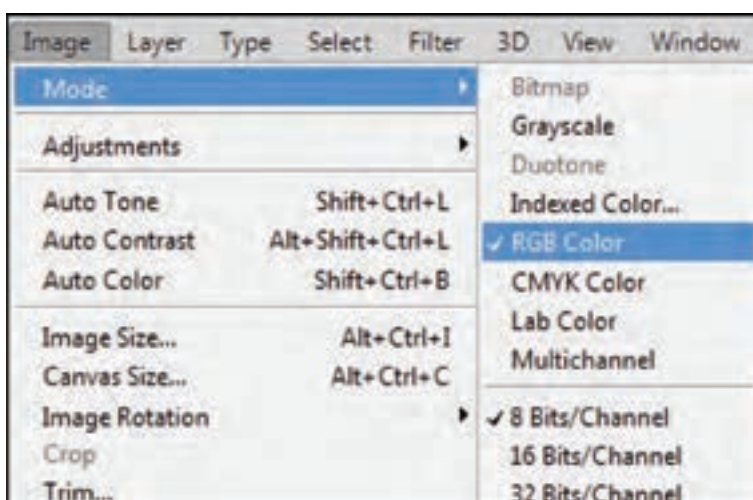 Image Layer Type Select Filter 3D View Window
Mode
Adjustments
Auto Tone Shift+Ctrl+L
Auto Contrast Alt+Shift+Ctrl+L
Auto Color Shift+Ctrl+B
Image Size... Alt+Ctrl+I
Canvas Size... Alt+Ctrl+C
Image Rotation
Crop
Trim...
Bitmap
Grayscale
Duotone
Indexed Color...
RGB Color
CMYK Color
Lab Color
Multichannel
8 Bits/Channel
16 Bits/Channel
32 Bits/Channel